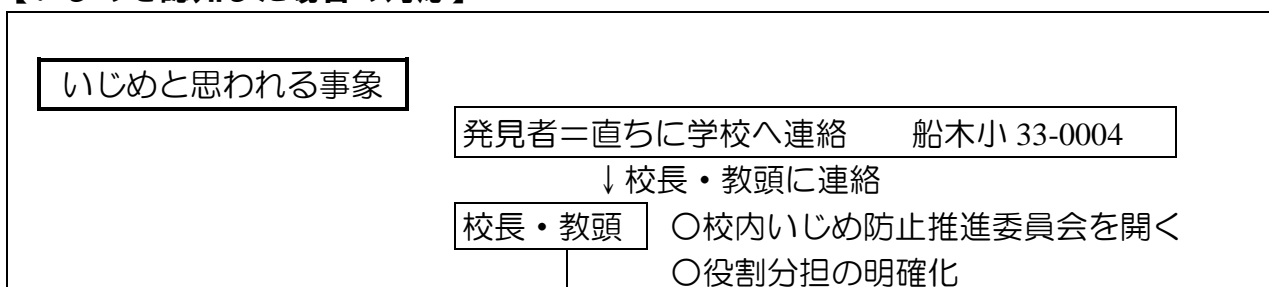 いじめと思われる事象
発見者＝直ちに学校へ連絡　　船木小 33-0004
↓校長・教頭に連絡
校長・教頭　〇校内いじめ防止推進委員会を開く
〇役割分担の明確化